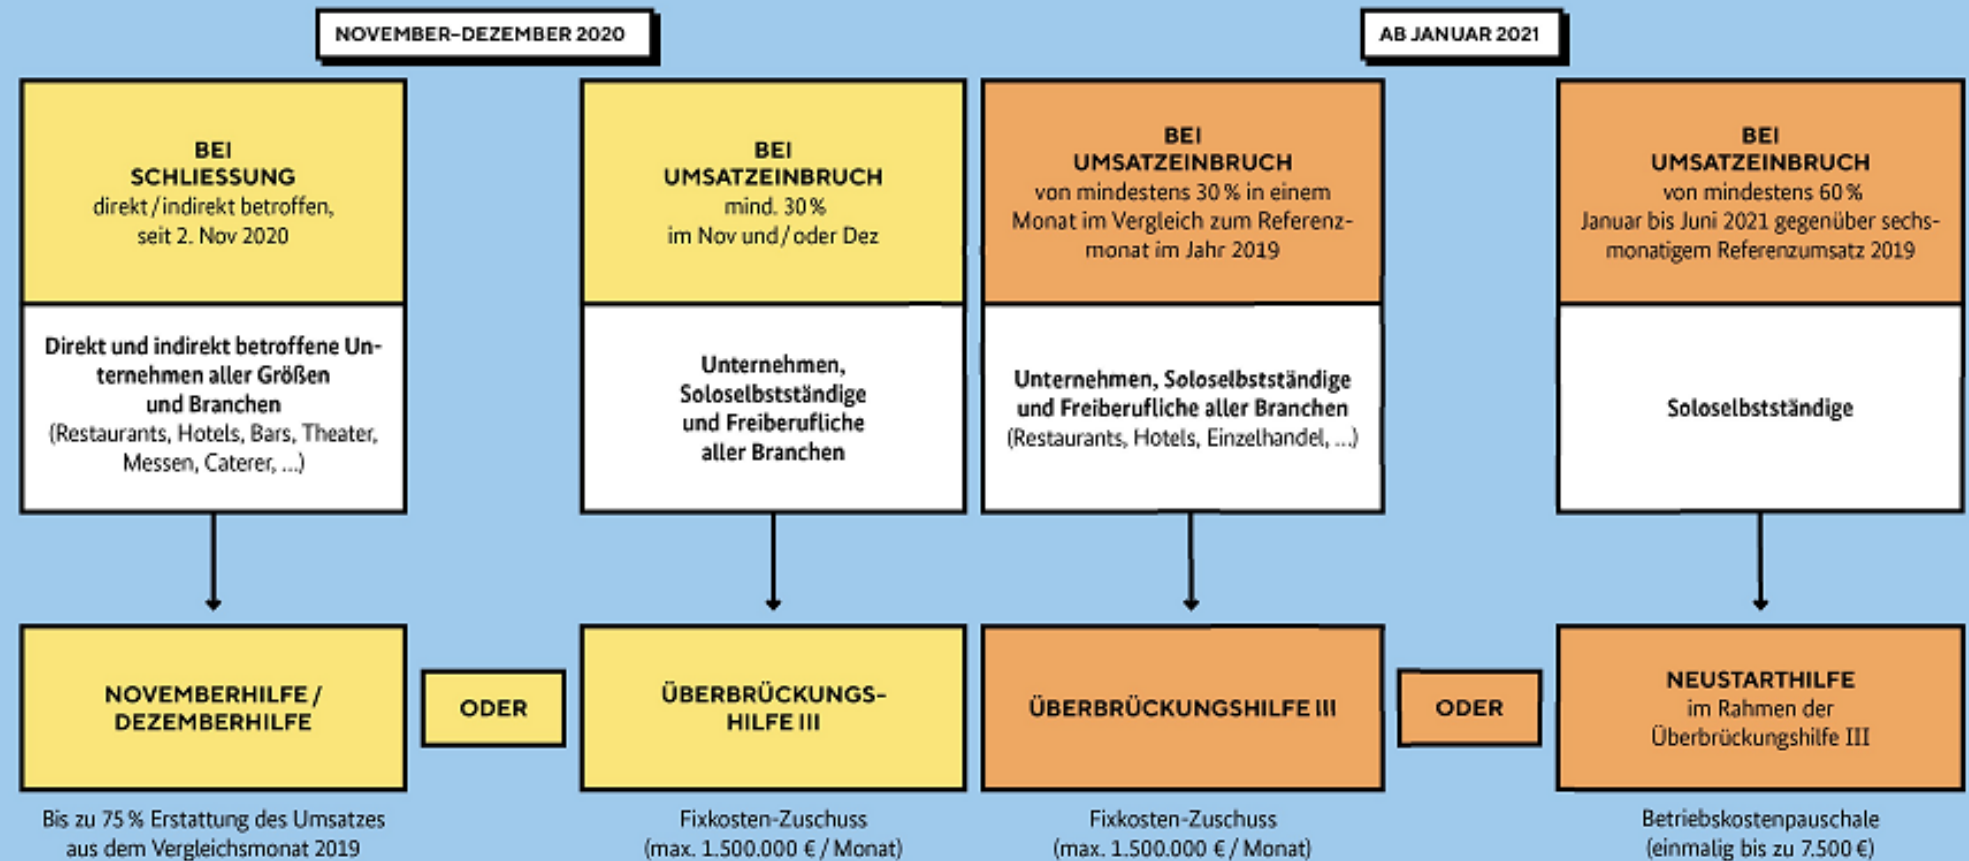 NOVEMBER–DEZEMBER 2020
BEI
SCHLIESSUNG
direkt / indirekt betroffen,
seit 2. Nov 2020
Direkt und indirekt betroffene Un-
ternehmen aller Größen
und Branchen
(Restaurants, Hotels, Bars, Theater,
Messen, Caterer, ...)
NOVEMBERHILFE /
DEZEMBERHILFE
Bis zu 75 % Erstattung des Umsatzes
aus dem Vergleichsmonat 2019
ODER
BEI
UMSATZEINBRUCH
mind. 30 %
im Nov und / oder Dez
Unternehmen,
Soloselbstständige
und Freiberufliche
aller Branchen
ÜBERBRÜCKUNGS-
HILFE III
Fixkosten-Zuschuss
(max. 1.500.000 € / Monat)
AB JANUAR 2021
BEI
UMSATZEINBRUCH
von mindestens 30 % in einem
Monat im Vergleich zum Referenz-
monat im Jahr 2019
Unternehmen, Soloselbstständige
und Freiberufliche aller Branchen
(Restaurants, Hotels, Einzelhandel, ...)
ÜBERBRÜCKUNGSHILFE III
Fixkosten-Zuschuss
(max. 1.500.000 € / Monat)
ODER
BEI
UMSATZEINBRUCH
von mindestens 60 %
Januar bis Juni 2021 gegenüber sechs-
monatigem Referenzumsatz 2019
Soloselbstständige
NEUSTARTHILFE
im Rahmen der
Überbrückungshilfe III
Betriebskostenpauschale
(einmalig bis zu 7.500 €)